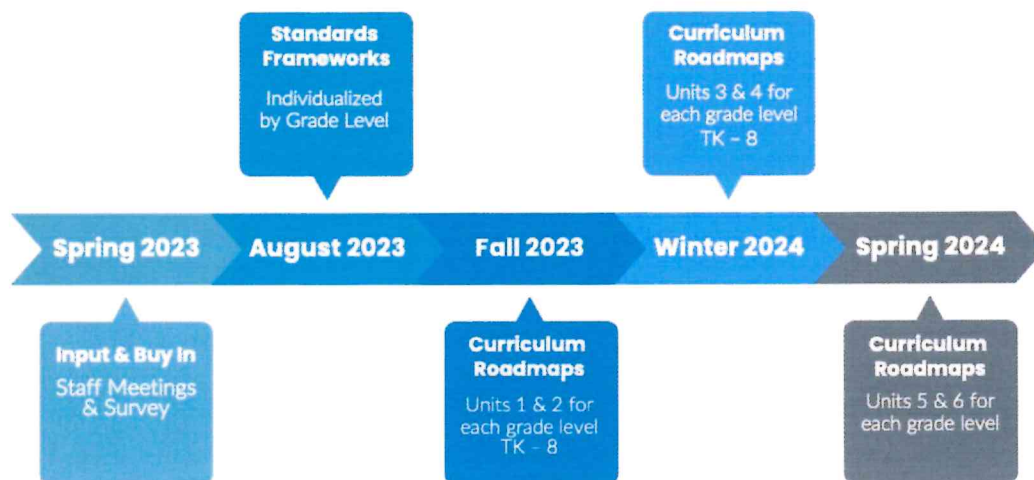 Standards
Frameworks
Individualized
by Grade Level
Curriculum
Roadmaps
Units 3 & 4 for
each grade level
TK – 8
Spring 2023
August 2023
Fall 2023
Winter 2024
Spring 2024
Input & Buy In
Staff Meetings
& Survey
Curriculum
Roadmaps
Units 1 & 2 for
each grade level
TK – 8
Curriculum
Roadmaps
Units 5 & 6 for
each grade level